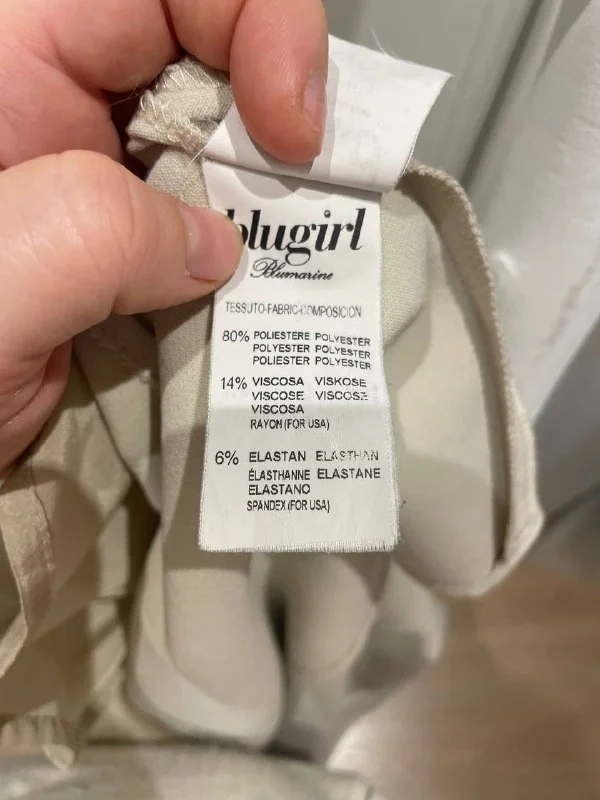 blugirl
Blumarine
TESSUTO-FABRIC-COMPOSICION
80% POLIESTERE POLYESTER
POLYESTER POLYESTER
POLIESTER POLYESTER
14% VISCOSA VISKOSE
VISCOSE VISCOSE
VISCOSA
RAYON (FOR USA)
6% ELASTAN ELASTHAN
ÉLASTHANNE ELASTANE
ELASTANO
SPANDEX (FOR USA)